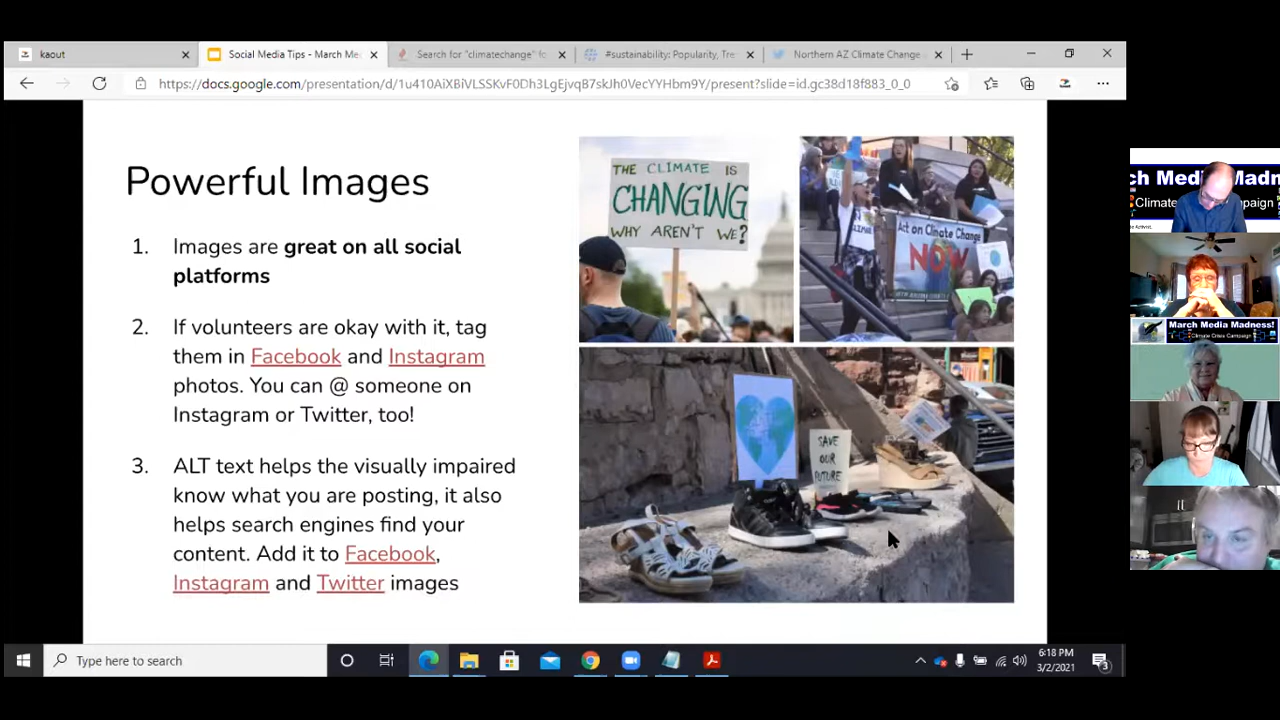 kaout
Social Media Tips - March Me
Search for "climatechange" fo
#sustainability: Popularity, Tre
Northern AZ Climate Change
https://docs.google.com/presentation/d/1u410AiXBiVLSSKvF0Dh3LgEjvqB7skJh0VecYYHbm9Y/present?slide=id.gc38d18f883_0_0
Powerful Images
1. Images are great on all social
platforms
2. If volunteers are okay with it, tag
them in Facebook and Instagram
photos. You can @ someone on
Instagram or Twitter, too!
3. ALT text helps the visually impaired
know what you are posting, it also
helps search engines find your
content. Add it to Facebook,
Instagram and Twitter images
THE CLIMATE IS
CHANGING
WHY AREN'T WE?
Act on Climate Change
NOW
SAVE
OUR
FUTURE
ch Media Madn
Climate Campaign
March Media Madness!
Climate Crisis Campaign
Type here to search
6:18 PM
3/2/2021
3